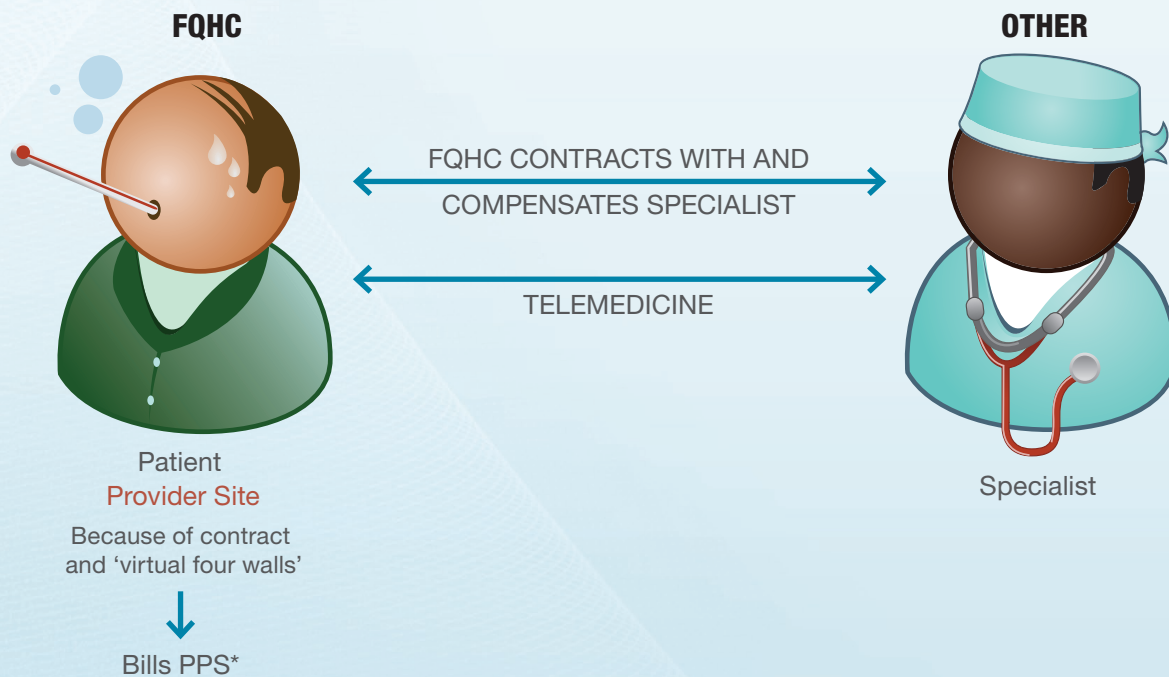 FQHC
OTHER
FQHC CONTRACTS WITH AND
COMPENSATES SPECIALIST
TELEMEDICINE
Patient
Provider Site
Because of contract
and ‘virtual four walls’
Bills PPS*
Specialist